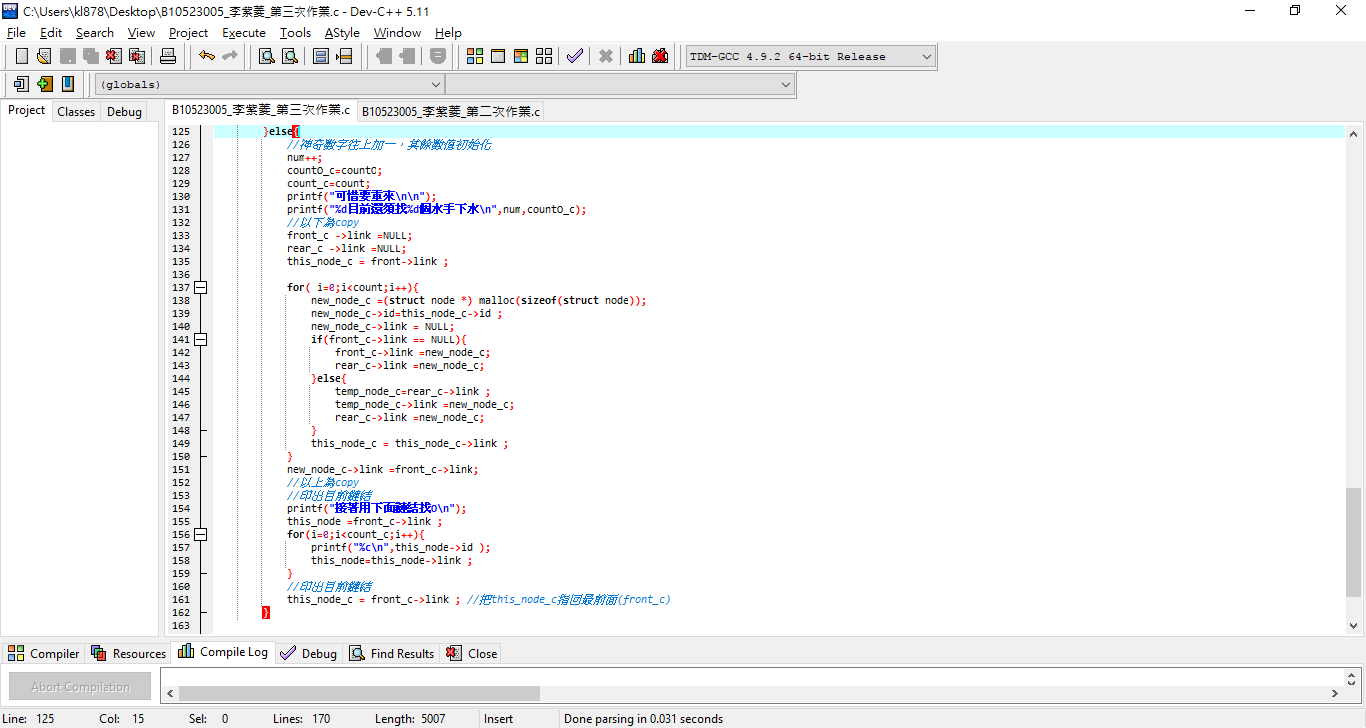 C:\Users\kl878\Desktop\B10523005_李紫菱_第三次作業.c - Dev-C++ 5.11
File Edit Search View Project Execute Tools AStyle Window Help
TDM-GCC 4.9.2 64-bit Release
(globals)
Project Classes Debug
B10523005_李紫菱_第三次作業.c B10523005_李紫菱_第二次作業.c
125 }else{
126 //神奇數字往上加一，其餘數值初始化
127 num++;
128 countO_c=countO;
129 count_c=count;
130 printf("可惜要重來\n\n");
131 printf("%d目前還須找%d個水手下水\n",num,countO_c);
132 //以下為copy
133 front_c ->link =NULL;
134 rear_c ->link =NULL;
135 this_node_c = front->link ;
136
137 for( i=0;i<count;i++){
138 new_node_c =(struct node *) malloc(sizeof(struct node));
139 new_node_c->id=this_node_c->id ;
140 new_node_c->link = NULL;
141 if(front_c->link == NULL){
142 front_c->link =new_node_c;
143 rear_c->link =new_node_c;
144 }else{
145 temp_node_c=rear_c->link ;
146 temp_node_c->link =new_node_c;
147 rear_c->link =new_node_c;
148 }
149 this_node_c = this_node_c->link ;
150 }
151 new_node_c->link =front_c->link;
152 //以上為copy
153 //印出目前鏈結
154 printf("接著用下面鏈結找O\n");
155 this_node =front_c->link ;
156 for(i=0;i<count_c;i++){
157 printf("%c\n",this_node->id );
158 this_node=this_node->link ;
159 }
160 //印出目前鏈結
161 this_node_c = front_c->link ; //把this_node_c指回最前面(front_c)
162 }
163
Compiler Resources Compile Log Debug Find Results Close
Abort Compilation
Line: 125 Col: 15 Sel: 0 Lines: 170 Length: 5007 Insert Done parsing in 0.031 seconds